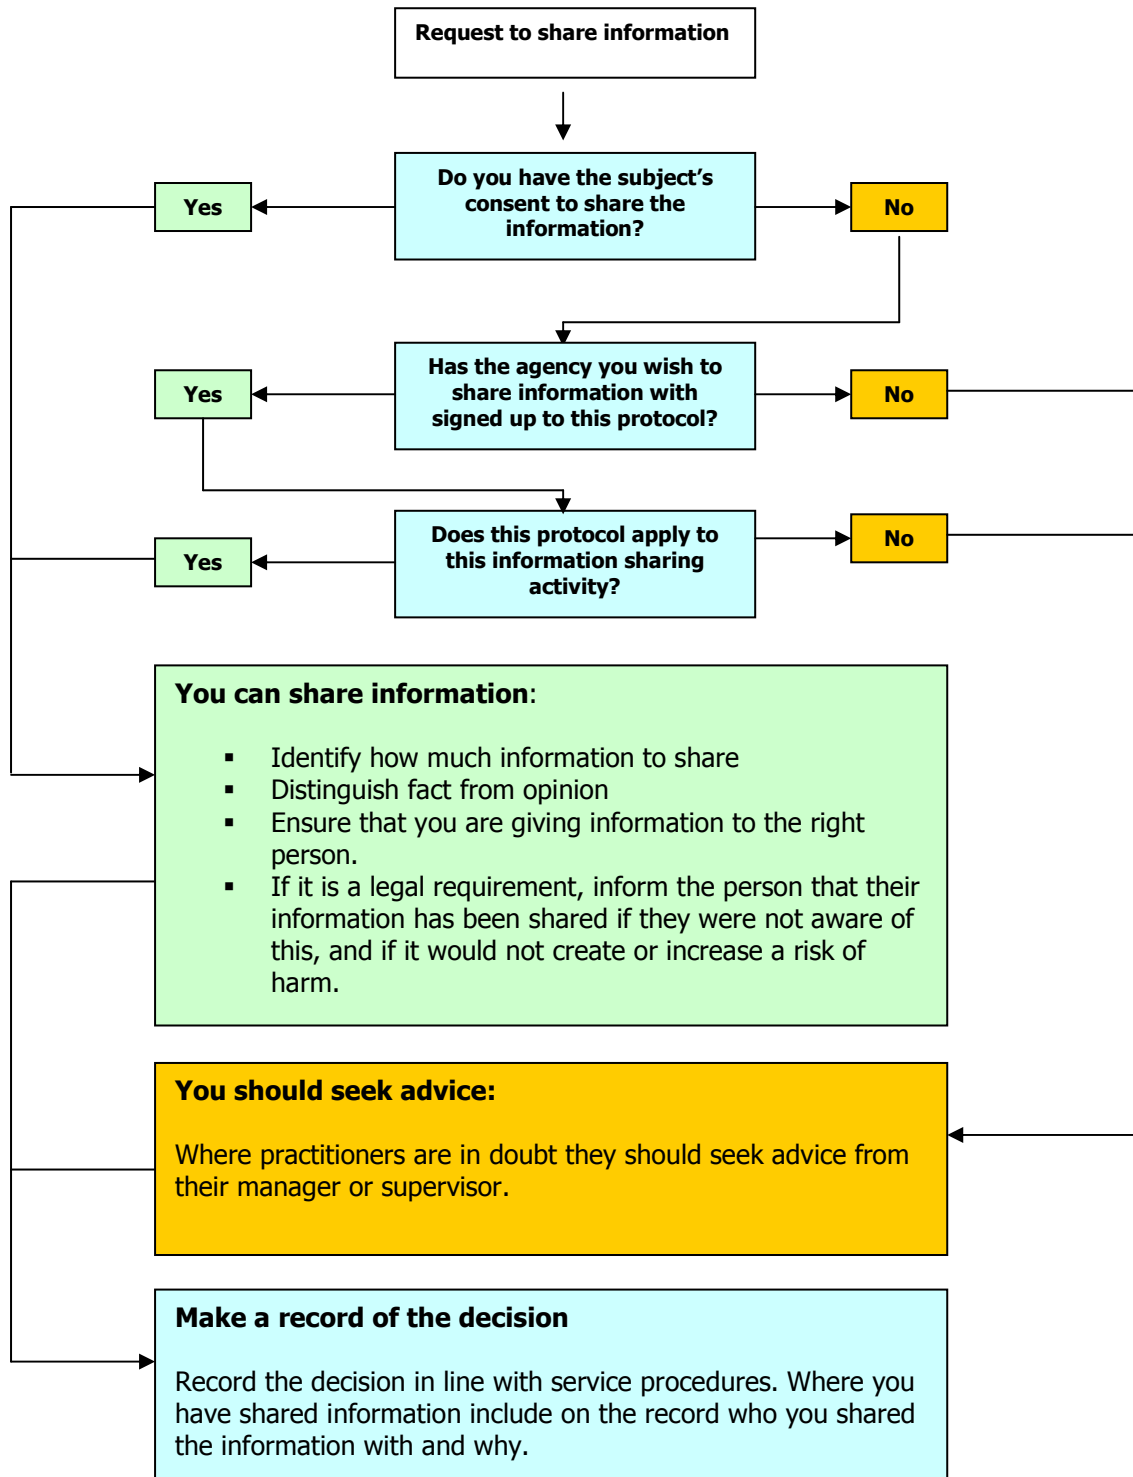 Request to share information
Do you have the subject’s
consent to share the
information?
Yes
No
Has the agency you wish to
share information with
signed up to this protocol?
Yes
No
Does this protocol apply to
this information sharing
activity?
Yes
No
You can share information:
▪ Identify how much information to share
▪ Distinguish fact from opinion
▪ Ensure that you are giving information to the right
person.
▪ If it is a legal requirement, inform the person that their
information has been shared if they were not aware of
this, and if it would not create or increase a risk of
harm.
You should seek advice:
Where practitioners are in doubt they should seek advice from
their manager or supervisor.
Make a record of the decision
Record the decision in line with service procedures. Where you
have shared information include on the record who you shared
the information with and why.